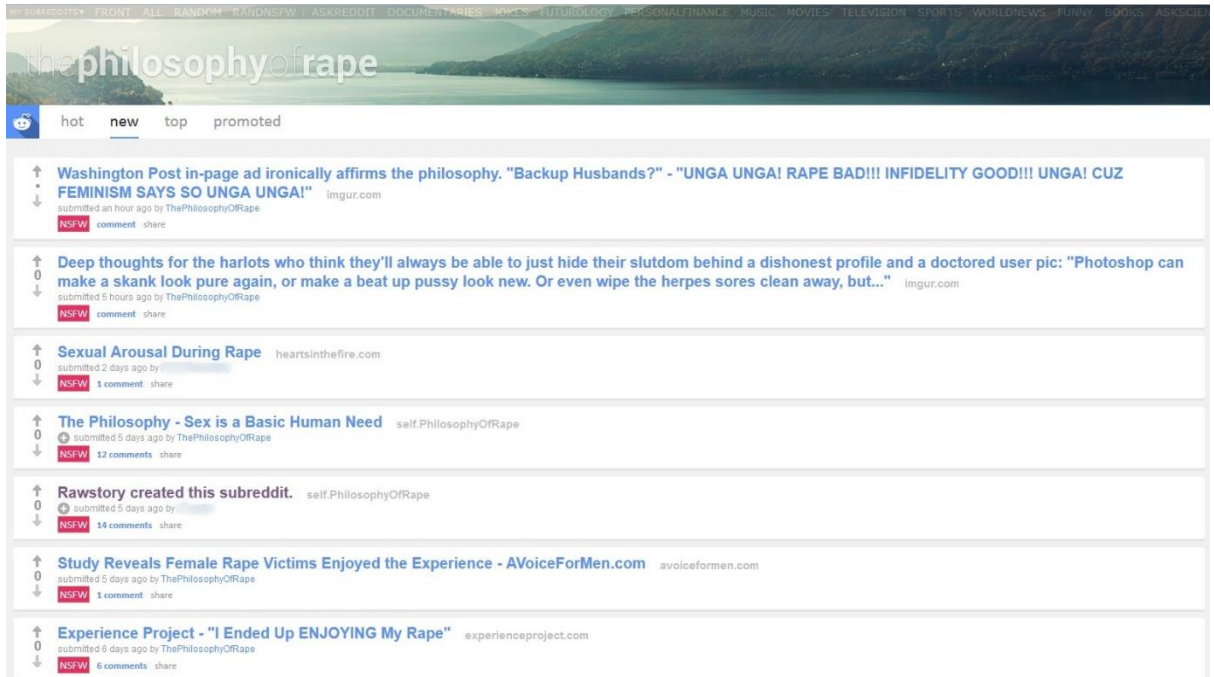 MY SUBREDDITS▾ FRONT ALL RANDOM RANDNSFW | ASKREDDIT DOCUMENTARIES JOKES FUTUROLOGY PERSONALFINANCE MUSIC MOVIES TELEVISION SPORTS WORLDNEWS FUNNY BOOKS ASKSCIEN
thephilosophyofrape
hot new top promoted
Washington Post in-page ad ironically affirms the philosophy. "Backup Husbands?" - "UNGA UNGA! RAPE BAD!!! INFIDELITY GOOD!!! UNGA! CUZ
FEMINISM SAYS SO UNGA UNGA!" imgur.com
•
submitted an hour ago by ThePhilosophyOfRape
NSFW comment share
Deep thoughts for the harlots who think they'll always be able to just hide their slutdom behind a dishonest profile and a doctored user pic: "Photoshop can
0 make a skank look pure again, or make a beat up pussy look new. Or even wipe the herpes sores clean away, but..." imgur.com
submitted 5 hours ago by ThePhilosophyOfRape
NSFW comment share
Sexual Arousal During Rape heartsinthefire.com
0 submitted 2 days ago by
NSFW 1 comment share
The Philosophy - Sex is a Basic Human Need self.PhilosophyOfRape
0 submitted 5 days ago by ThePhilosophyOfRape
NSFW 12 comments share
Rawstory created this subreddit. self.PhilosophyOfRape
0 submitted 5 days ago by
NSFW 14 comments share
Study Reveals Female Rape Victims Enjoyed the Experience - AVoiceForMen.com avoiceformen.com
0 submitted 5 days ago by ThePhilosophyOfRape
NSFW 1 comment share
Experience Project - "I Ended Up ENJOYING My Rape" experienceproject.com
0 submitted 6 days ago by ThePhilosophyOfRape
NSFW 6 comments share